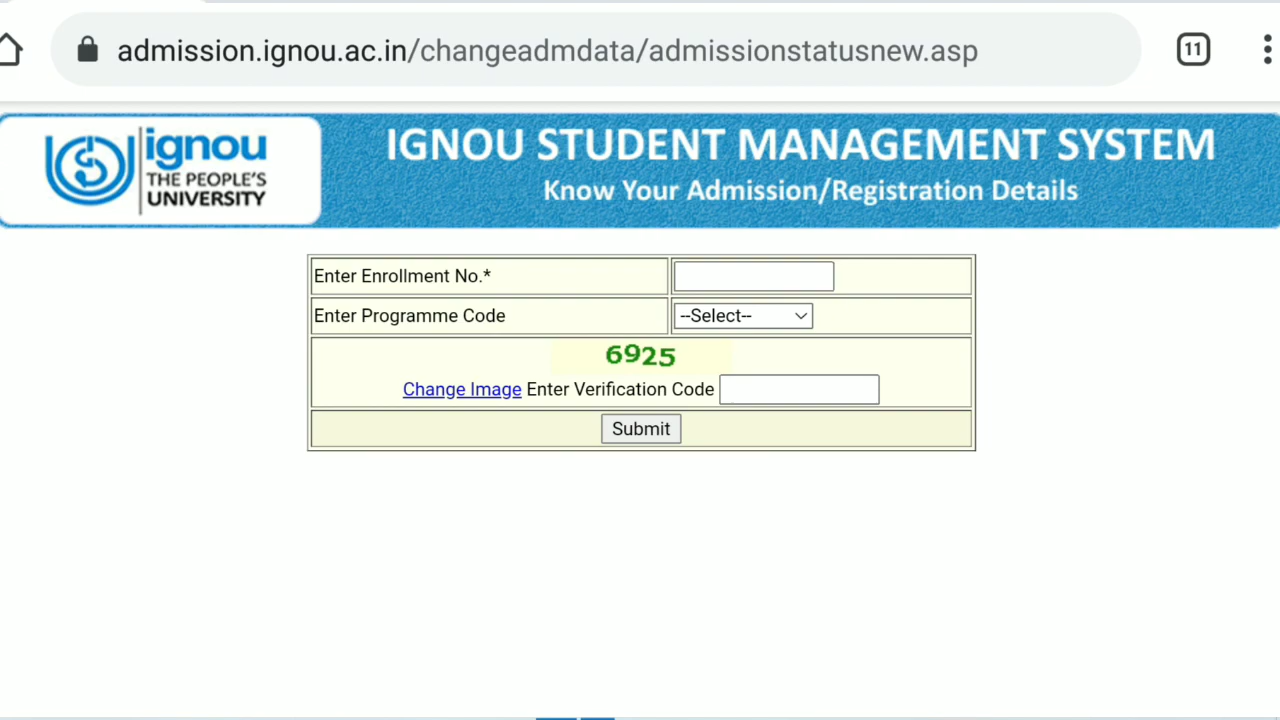 admission.ignou.ac.in/changeadmdata/admissionstatusnew.asp
11
ignou
THE PEOPLE'S
UNIVERSITY
IGNOU STUDENT MANAGEMENT SYSTEM
Know Your Admission/Registration Details
Enter Enrollment No.*
Enter Programme Code --Select--
6925
Change Image Enter Verification Code
Submit